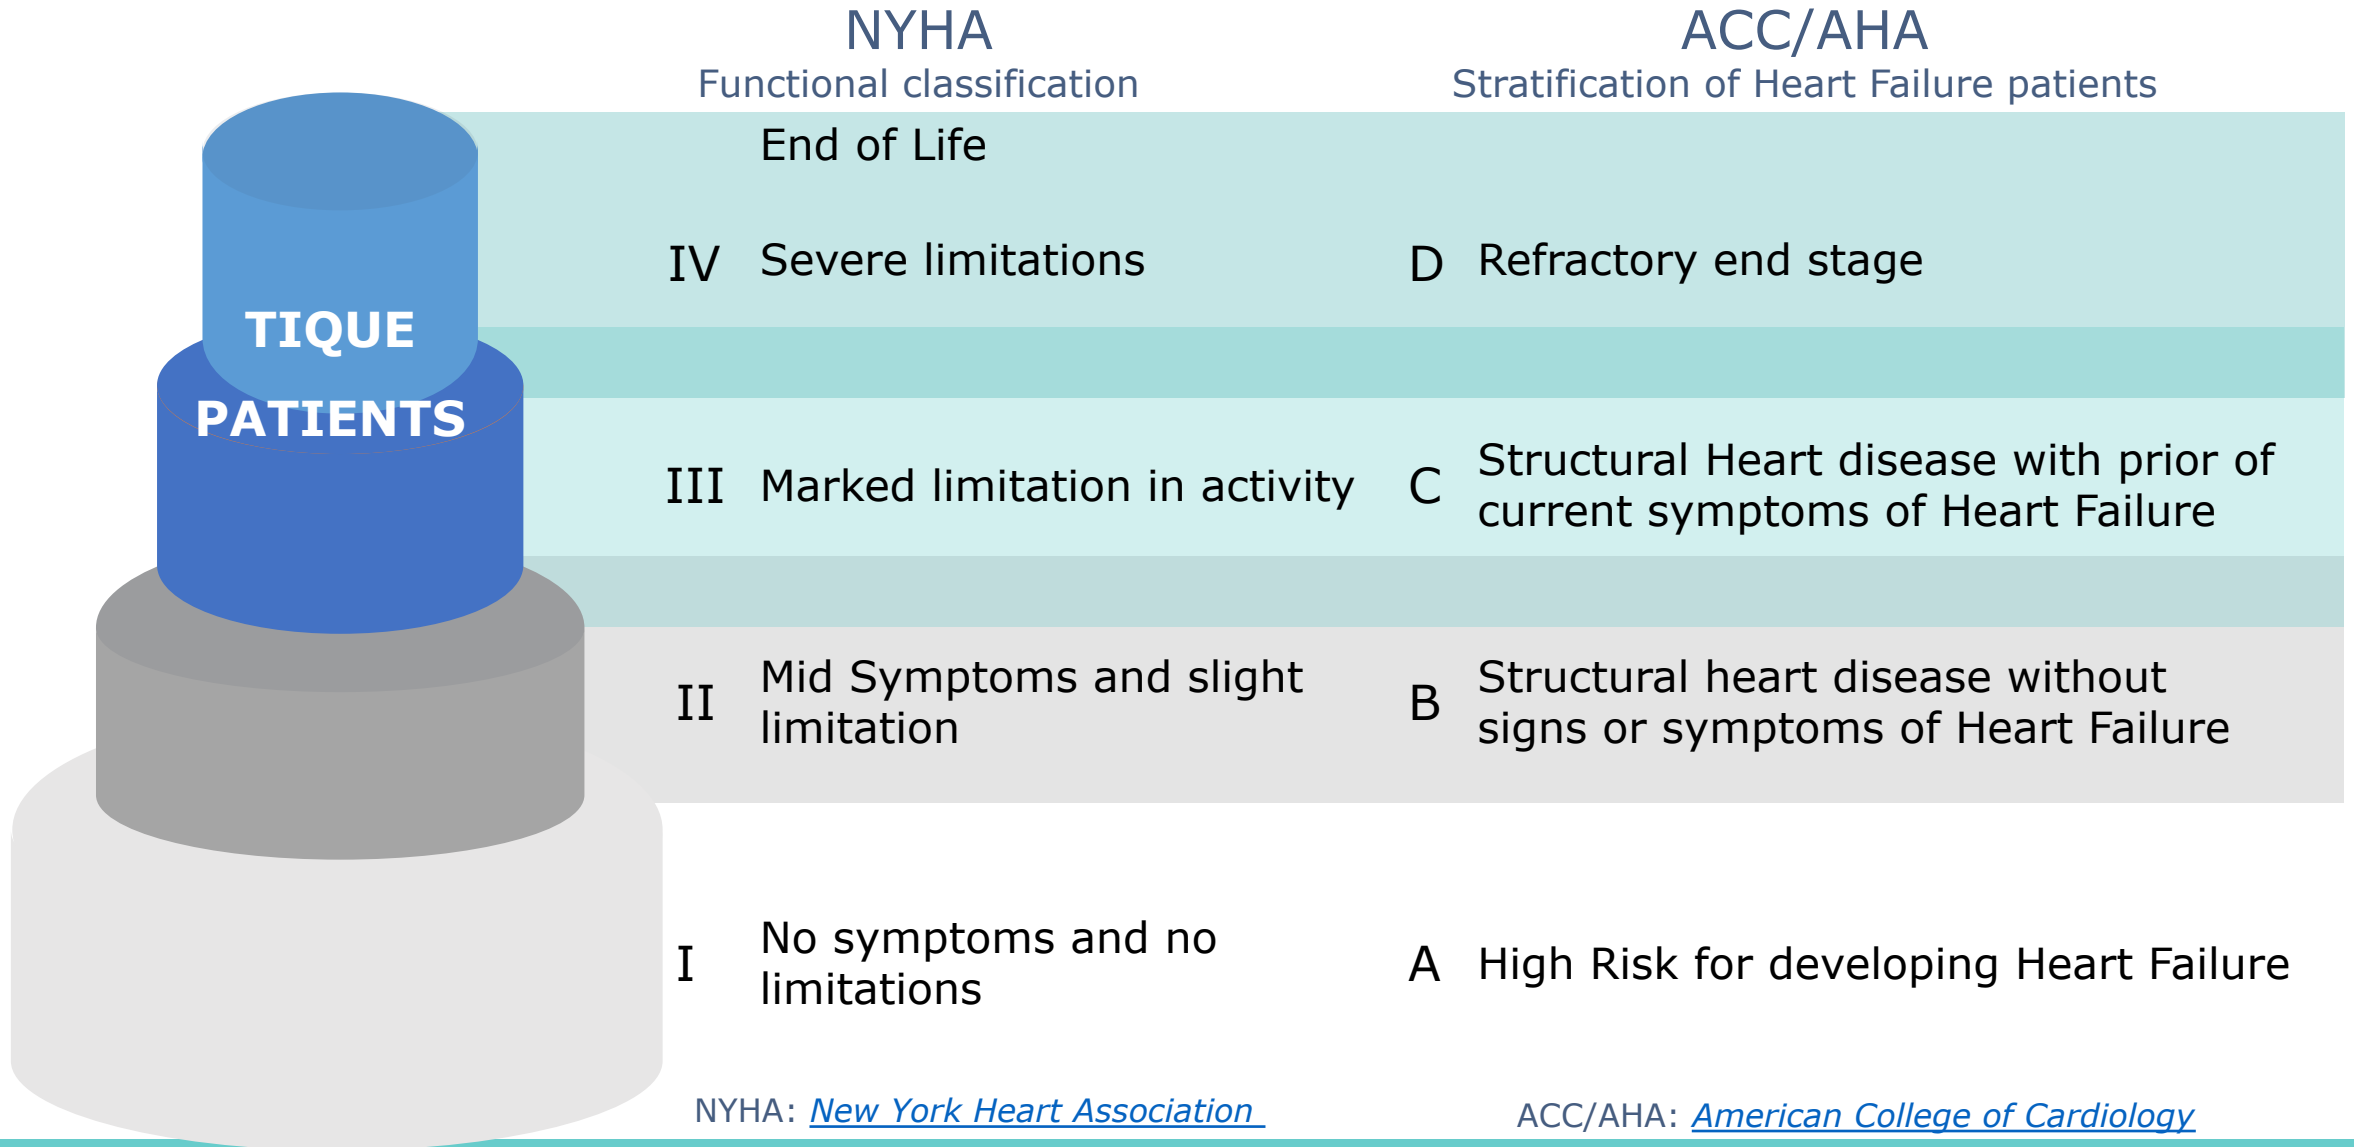 NYHA
Functional classification
ACC/AHA
Stratification of Heart Failure patients
End of Life
IV Severe limitations
D Refractory end stage
TIQUE
PATIENTS
III Marked limitation in activity
C Structural Heart disease with prior of
current symptoms of Heart Failure
II Mid Symptoms and slight
limitation
B Structural heart disease without
signs or symptoms of Heart Failure
I No symptoms and no
limitations
A High Risk for developing Heart Failure
NYHA: New York Heart Association
ACC/AHA: American College of Cardiology